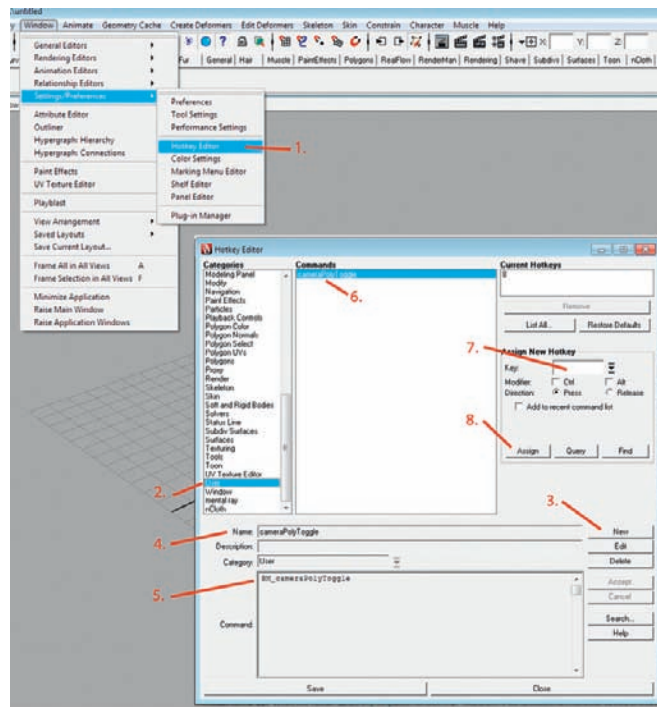 untitled
Window Animate Geometry Cache Create Deformers Edit Deformers Skeleton Skin Constrain Character Muscle Help
X: Y: Z:
Fur General Hair Muscle PaintEffects Polygons RealFlow RenderMan Rendering Shave Subdivs Surfaces Toon nCloth
General Editors
Rendering Editors
Animation Editors
Relationship Editors
Settings/Preferences
Attribute Editor
Outliner
Hypergraph: Hierarchy
Hypergraph: Connections
Paint Effects
UV Texture Editor
Playblast
View Arrangement
Saved Layouts
Save Current Layout...
Frame All in All Views A
Frame Selection in All Views F
Minimize Application
Raise Main Window
Raise Application Windows
Preferences
Tool Settings
Performance Settings
Hotkey Editor
1.
Color Settings
Marking Menu Editor
Shelf Editor
Panel Editor
Plug-in Manager
Hotkey Editor
Categories
Modeling Panel
Modify
Navigation
Paint Effects
Particles
Playback Controls
Polygon Color
Polygon Normals
Polygon Select
Polygon UVs
Polygons
Proxy
Render
Skeleton
Skin
Soft and Rigid Bodies
Solvers
Status Line
Subdiv Surfaces
Surfaces
Texturing
Tools
Toon
UV Texture Editor
2. User
Window
mental ray
nCloth
Commands
cameraPolyToggle
6.
Current Hotkeys
Remove
List All... Restore Defaults
Assign New Hotkey
7.
Key:
Modifier: Ctrl Alt
Direction: Press Release
Add to recent command list
8.
Assign Query Find
3.
4. Name: cameraPolyToggle New
Description: Edit
Category: User Delete
5. RM_cameraPolyToggle Accept
Cancel
Command: Search...
Help
Save Close